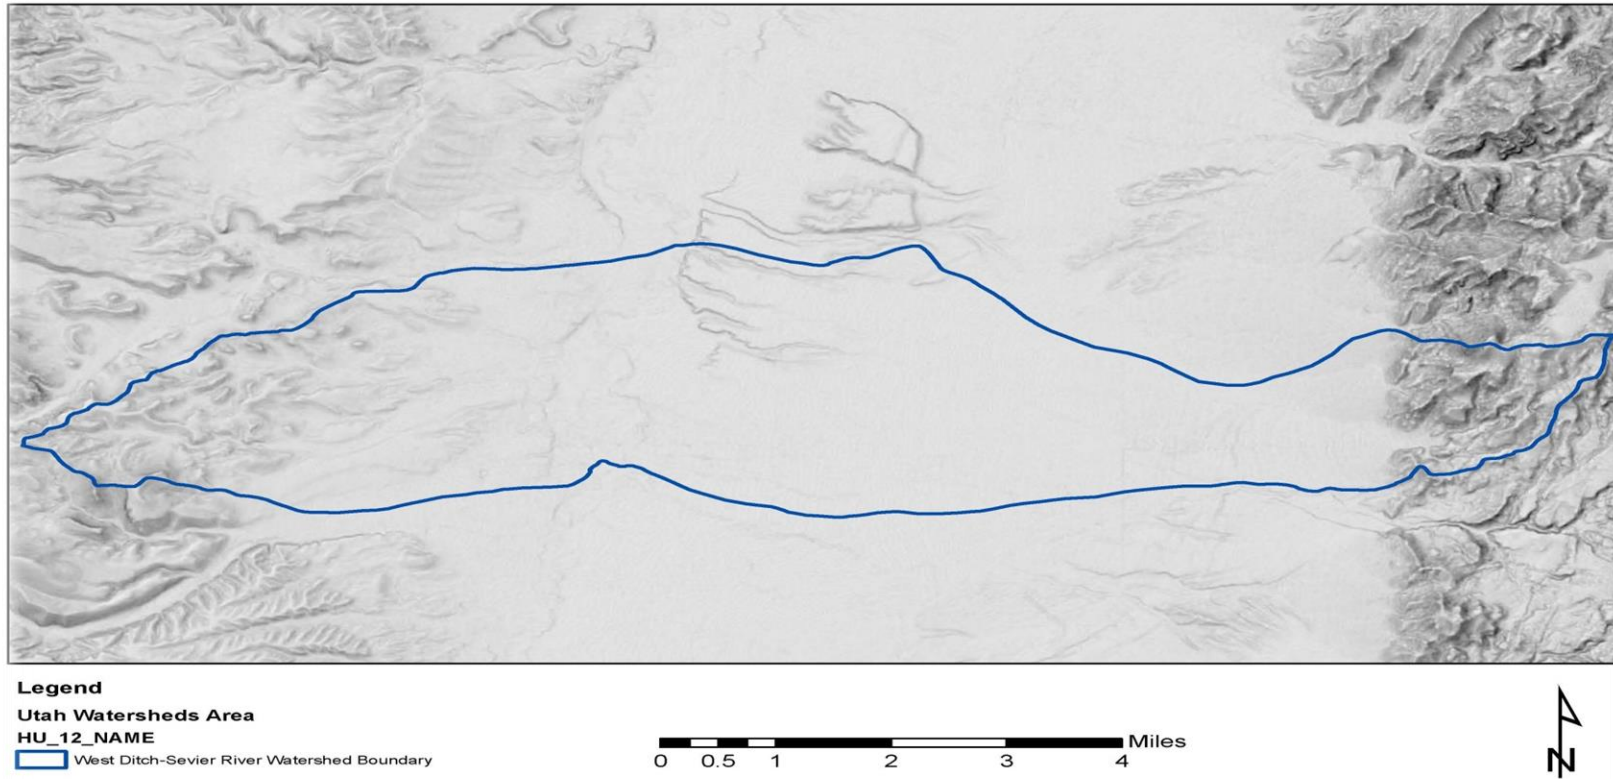 Legend
Utah Watersheds Area
HU_12_NAME
West Ditch-Sevier River Watershed Boundary
Miles
0 0.5 1 2 3 4
N